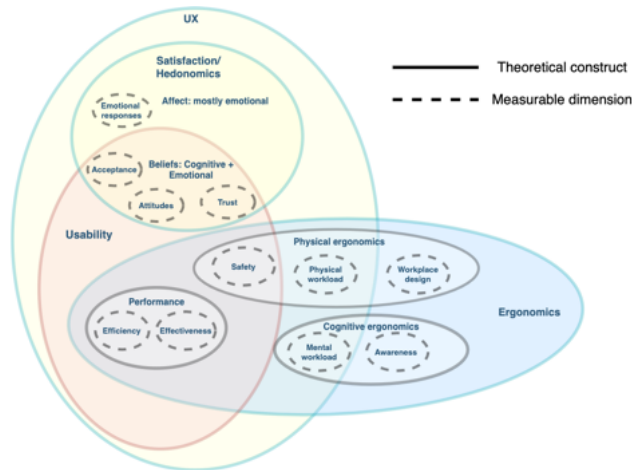 UX
Satisfaction/
Hedonomics
Emotional
responses
Affect: mostly emotional
Theoretical construct
Measurable dimension
Acceptance
Beliefs: Cognitive +
Emotional
Attitudes
Trust
Usability
Physical ergonomics
Safety
Physical
workload
Workplace
design
Performance
Efficiency
Effectiveness
Ergonomics
Cognitive ergonomics
Mental
workload
Awareness